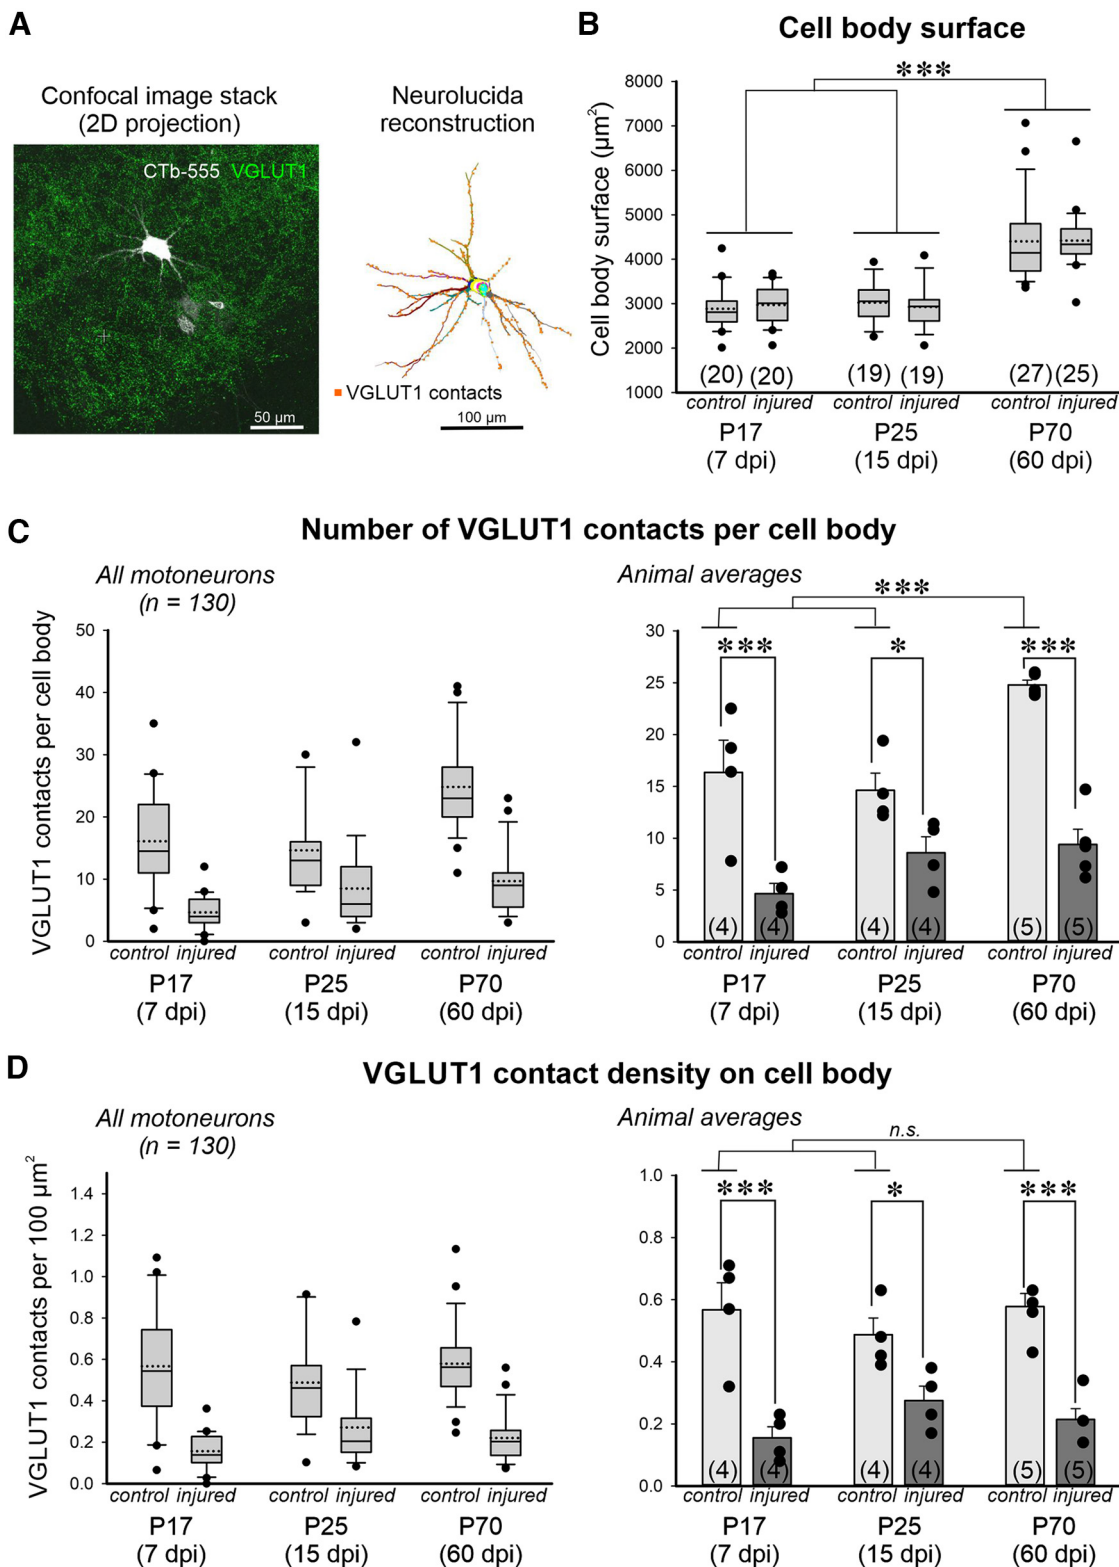 A
Confocal image stack
(2D projection)
CTb-555 VGLUT1
50 µm
Neurolucida
reconstruction
VGLUT1 contacts
100 µm
B
Cell body surface
***
Cell body surface (µm²)
8000
7000
6000
5000
4000
3000
2000
1000
(20) (20) (19) (19) (27) (25)
control injured control injured control injured
P17 P25 P70
(7 dpi) (15 dpi) (60 dpi)
C
Number of VGLUT1 contacts per cell body
All motoneurons
(n = 130)
VGLUT1 contacts per cell body
50
40
30
20
10
0
control injured control injured control injured
P17 P25 P70
(7 dpi) (15 dpi) (60 dpi)
Animal averages
***
*** * ***
30
25
20
15
10
5
0
(4) (4) (4) (4) (5) (5)
control injured control injured control injured
P17 P25 P70
(7 dpi) (15 dpi) (60 dpi)
D
VGLUT1 contact density on cell body
All motoneurons
(n = 130)
VGLUT1 contacts per 100 µm²
1.4
1.2
1.0
0.8
0.6
0.4
0.2
0.0
control injured control injured control injured
P17 P25 P70
(7 dpi) (15 dpi) (60 dpi)
Animal averages
n.s.
*** * ***
1.0
0.8
0.6
0.4
0.2
0.0
(4) (4) (4) (4) (5) (5)
control injured control injured control injured
P17 P25 P70
(7 dpi) (15 dpi) (60 dpi)